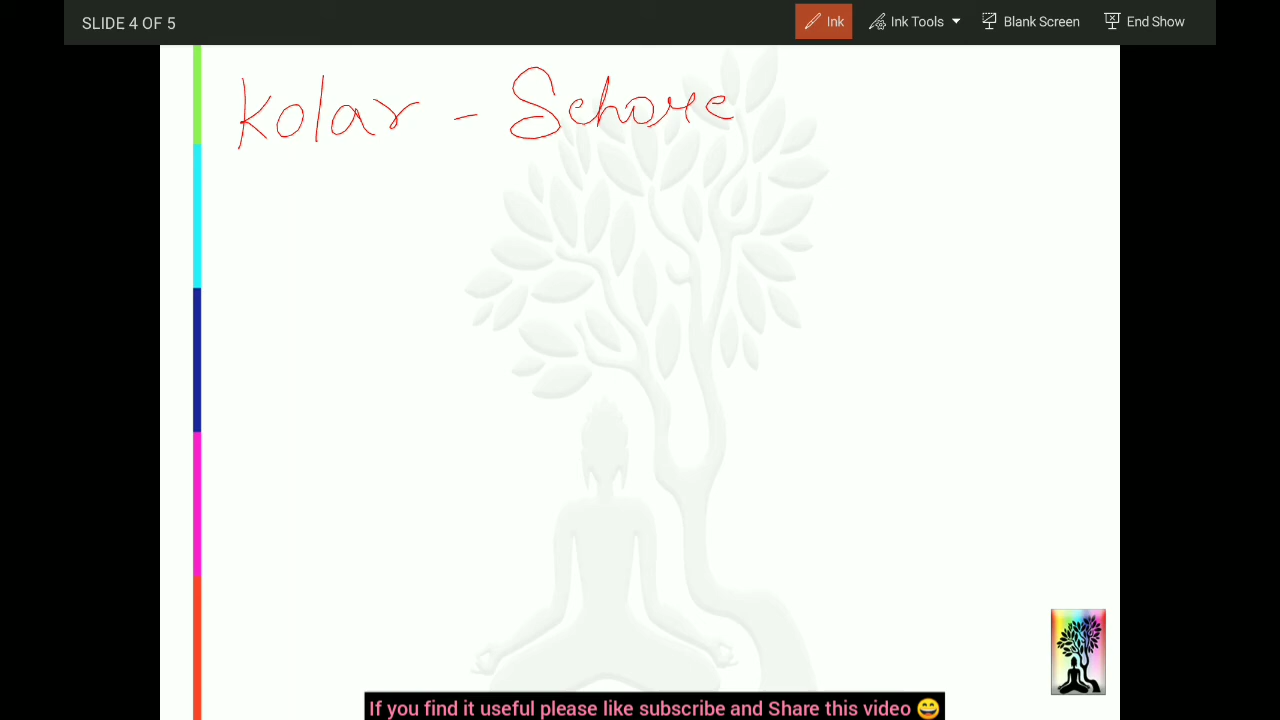 SLIDE 4 OF 5 Ink Ink Tools Blank Screen End Show
Kolar - Sehore
If you find it useful please like subscribe and Share this video 😄